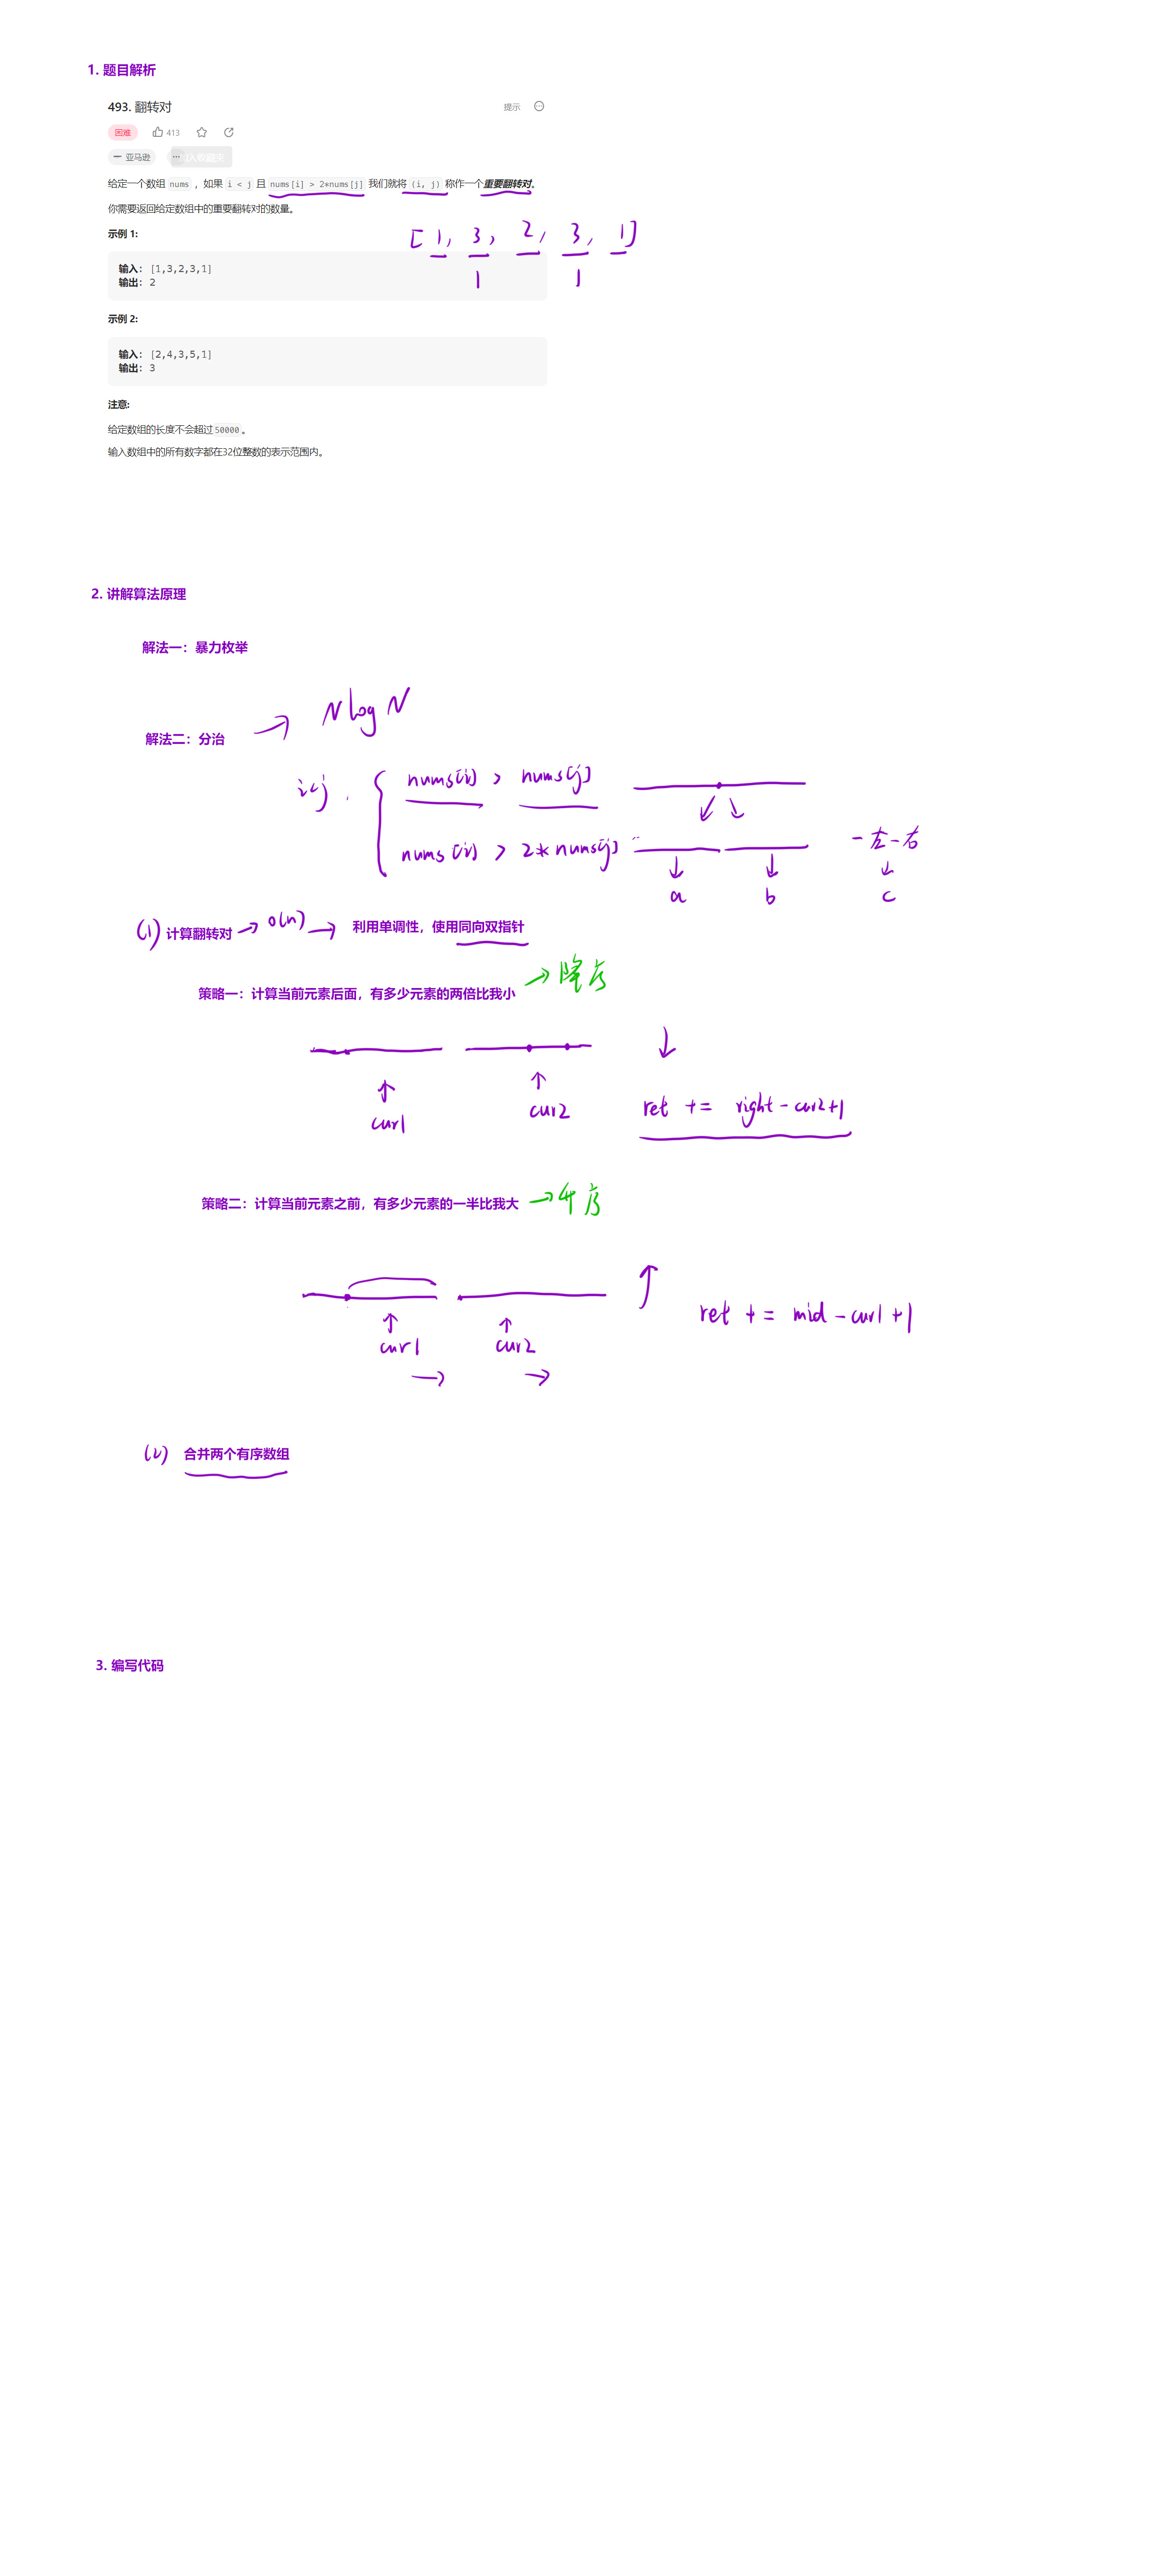 1. 题目解析
493. 翻转对
提示
困难 413
亚马逊
给定一个数组 nums ，如果 i < j 且 nums[i] > 2*nums[j] 我们就将 (i, j) 称作一个重要翻转对。
你需要返回给定数组中的重要翻转对的数量。
示例 1:
[1, 3, 2, 3, 1]
1 1
输入: [1,3,2,3,1]
输出: 2
示例 2:
输入: [2,4,3,5,1]
输出: 3
注意:
给定数组的长度不会超过50000。
输入数组中的所有数字都在32位整数的表示范围内。
2. 讲解算法原理
解法一：暴力枚举
解法二：分治 → NlogN
i<j .
nums[i] > nums[j]
nums[i] > 2*nums[j]
一左一右
a b c
(1) 计算翻转对 → O(n) → 利用单调性，使用同向双指针
策略一：计算当前元素后面，有多少元素的两倍比我小 → 降序
cur1 cur2 ret += right - cur2+1
策略二：计算当前元素之前，有多少元素的一半比我大 → 升序
cur1 cur2 ret += mid - cur1 +1
(2) 合并两个有序数组
3. 编写代码